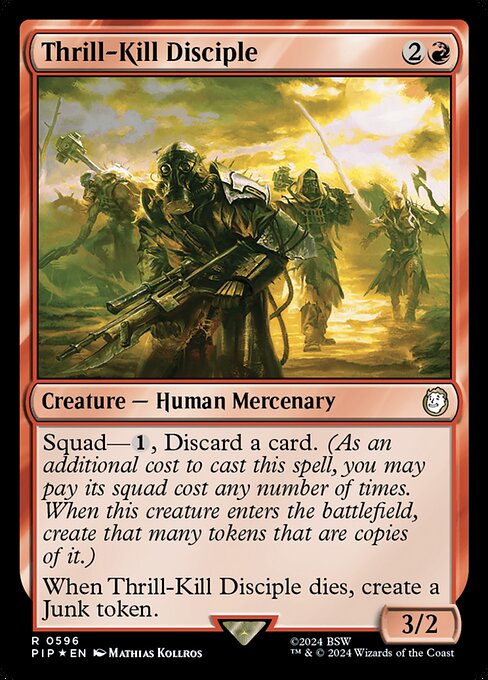 Thrill-Kill Disciple 2
Creature — Human Mercenary
Squad—1, Discard a card. (As an
additional cost to cast this spell, you may
pay its squad cost any number of times.
When this creature enters the battlefield,
create that many tokens that are copies
of it.)
When Thrill-Kill Disciple dies, create a
Junk token.
3/2
R 0596
PIP ★ EN Mathias Kollros
©2024 BSW
™ & © 2024 Wizards of the Coast